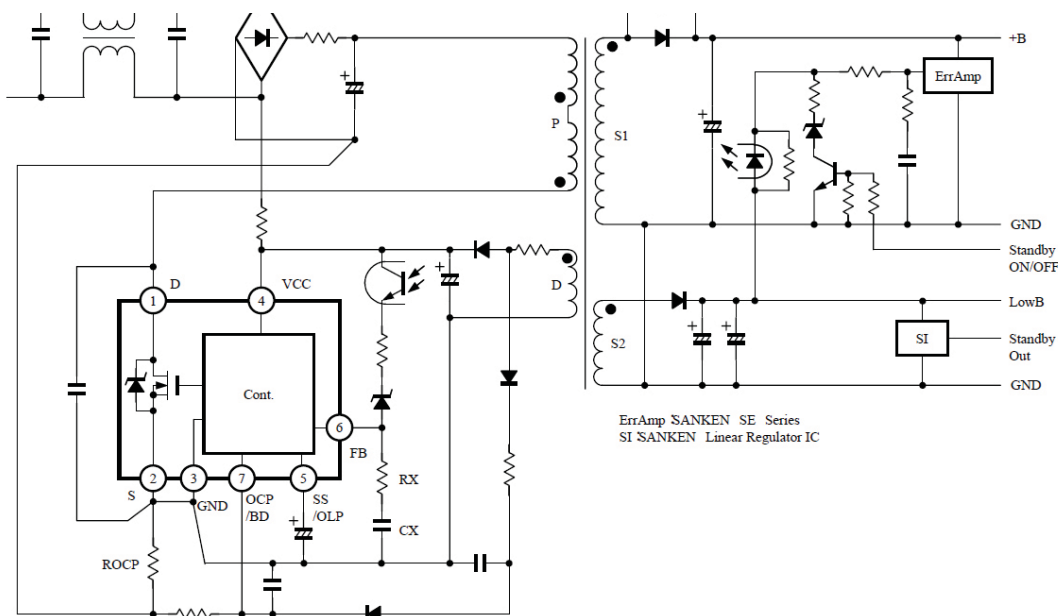 +B
ErrAmp
P
S1
GND
Standby
ON/OFF
D
VCC
D
1
4
LowB
S2
SI
Standby
Out
Cont.
GND
ErrAmp SANKEN SE Series
SI SANKEN Linear Regulator IC
6
FB
2
3
7
5
RX
S
GND
OCP
/BD
SS
/OLP
CX
ROCP
+
+
+
+
+
+